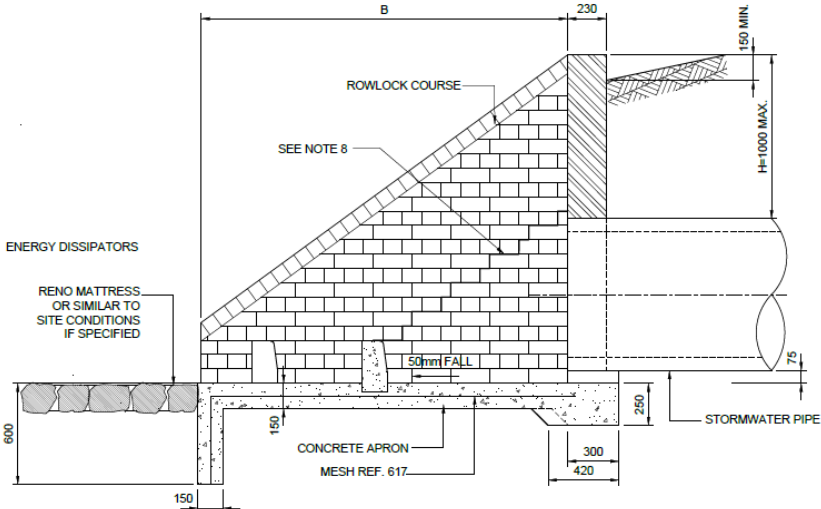 B
230
150 MIN.
ROWLOCK COURSE
SEE NOTE 8
H=1000 MAX.
ENERGY DISSIPATORS
RENO MATTRESS
OR SIMILAR TO
SITE CONDITIONS
IF SPECIFIED
50mm FALL
75
600
150
250
STORMWATER PIPE
CONCRETE APRON
300
MESH REF. 617
420
150